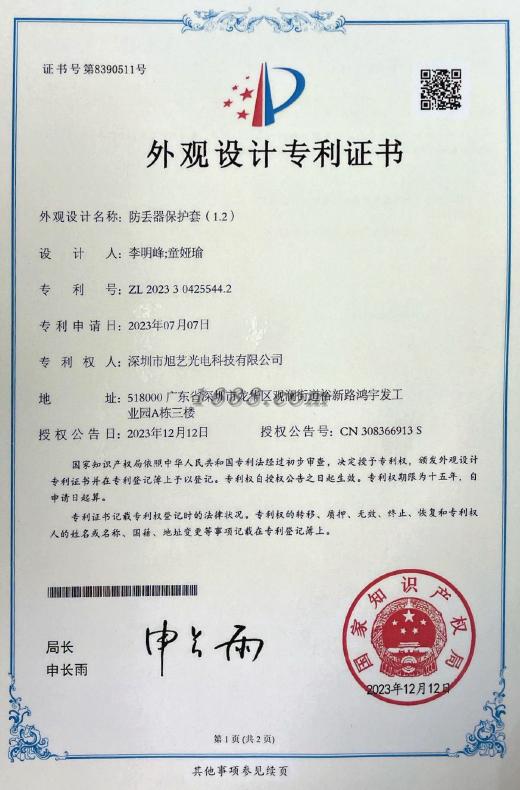 证书号第8390511号
外观设计专利证书
外观设计名称：防丢器保护套（1.2）
设 计 人：李明峰;童娅瑜
专 利 号：ZL 2023 3 0425544.2
专利申请日：2023年07月07日
专 利 权 人：深圳市旭艺光电科技有限公司
地 址：518000 广东省深圳市龙华区观澜街道裕新路鸿宇发工
业园A栋三楼
1688.com
授权公告日：2023年12月12日 授权公告号：CN 308366913 S
国家知识产权局依照中华人民共和国专利法经过初步审查，决定授予专利权，颁发外观设计
专利证书并在专利登记簿上予以登记。专利权自授权公告之日起生效。专利权期限为十五年，自
申请日起算。
专利证书记载专利权登记时的法律状况。专利权的转移、质押、无效、终止、恢复和专利权
人的姓名或名称、国籍、地址变更等事项记载在专利登记簿上。
局长
申长雨
申长雨
国家知识产权局
2023年12月12日
第 1 页 (共 2 页)
其他事项参见续页